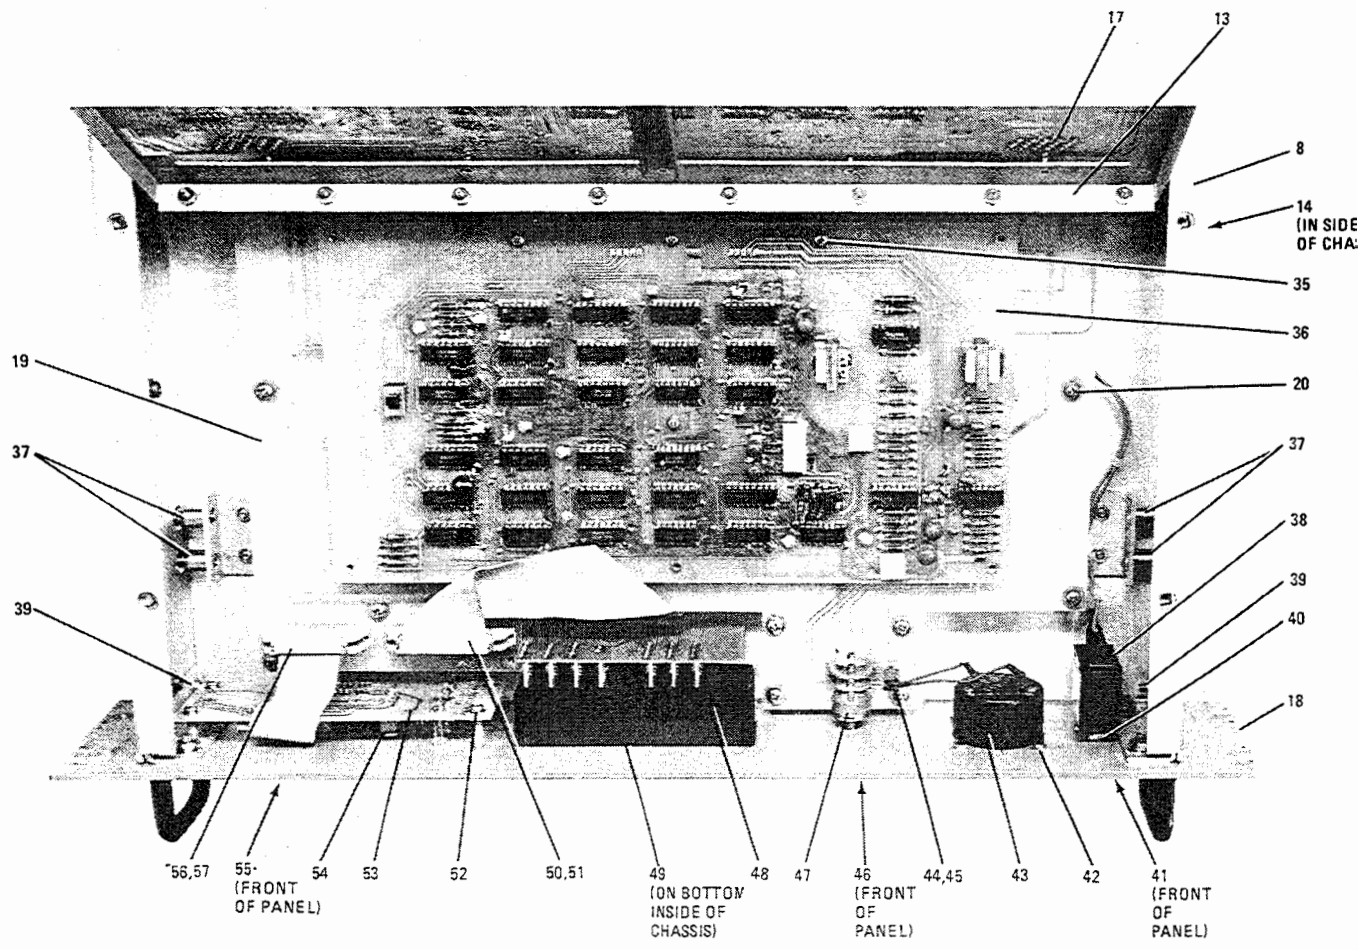 17
13
8
14
(IN SIDE
OF CHA
35
36
19
20
37
37
38
39
39
40
18
56,57
55
(FRONT
OF PANEL)
54
53
52
50,51
49
(ON BOTTOM
INSIDE OF
CHASSIS)
48
47
46
(FRONT
OF
PANEL)
44,45
43
42
41
(FRONT
OF
PANEL)